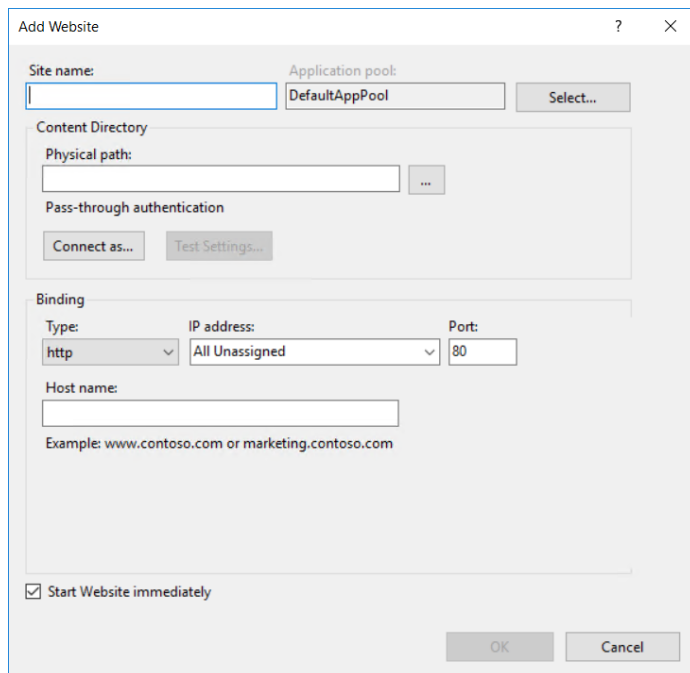 Add Website ? ×
Site name: Application pool:
DefaultAppPool Select...
Content Directory
Physical path:
...
Pass-through authentication
Connect as... Test Settings...
Binding
Type: IP address: Port:
http All Unassigned 80
Host name:
Example: www.contoso.com or marketing.contoso.com
Start Website immediately
OK Cancel